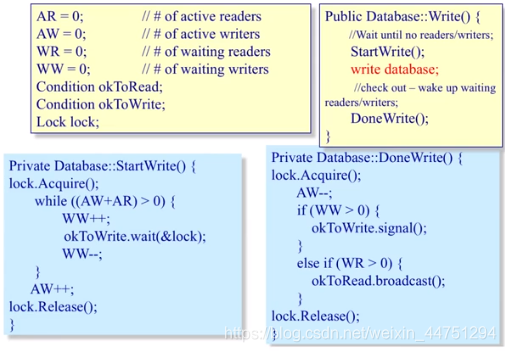 AR = 0; // # of active readers
AW = 0; // # of active writers
WR = 0; // # of waiting readers
WW = 0; // # of waiting writers
Condition okToRead;
Condition okToWrite;
Lock lock;
Public Database::Write() {
//Wait until no readers/writers;
StartWrite();
write database;
//check out – wake up waiting
readers/writers;
DoneWrite();
}
Private Database::StartWrite() {
lock.Acquire();
while ((AW+AR) > 0) {
WW++;
okToWrite.wait(&lock);
WW--;
}
AW++;
lock.Release();
}
Private Database::DoneWrite() {
lock.Acquire();
AW--;
if (WW > 0) {
okToWrite.signal();
}
else if (WR > 0) {
okToRead.broadcast();
}
lock.Release();
}
https://blog.csdn.net/weixin_44751294